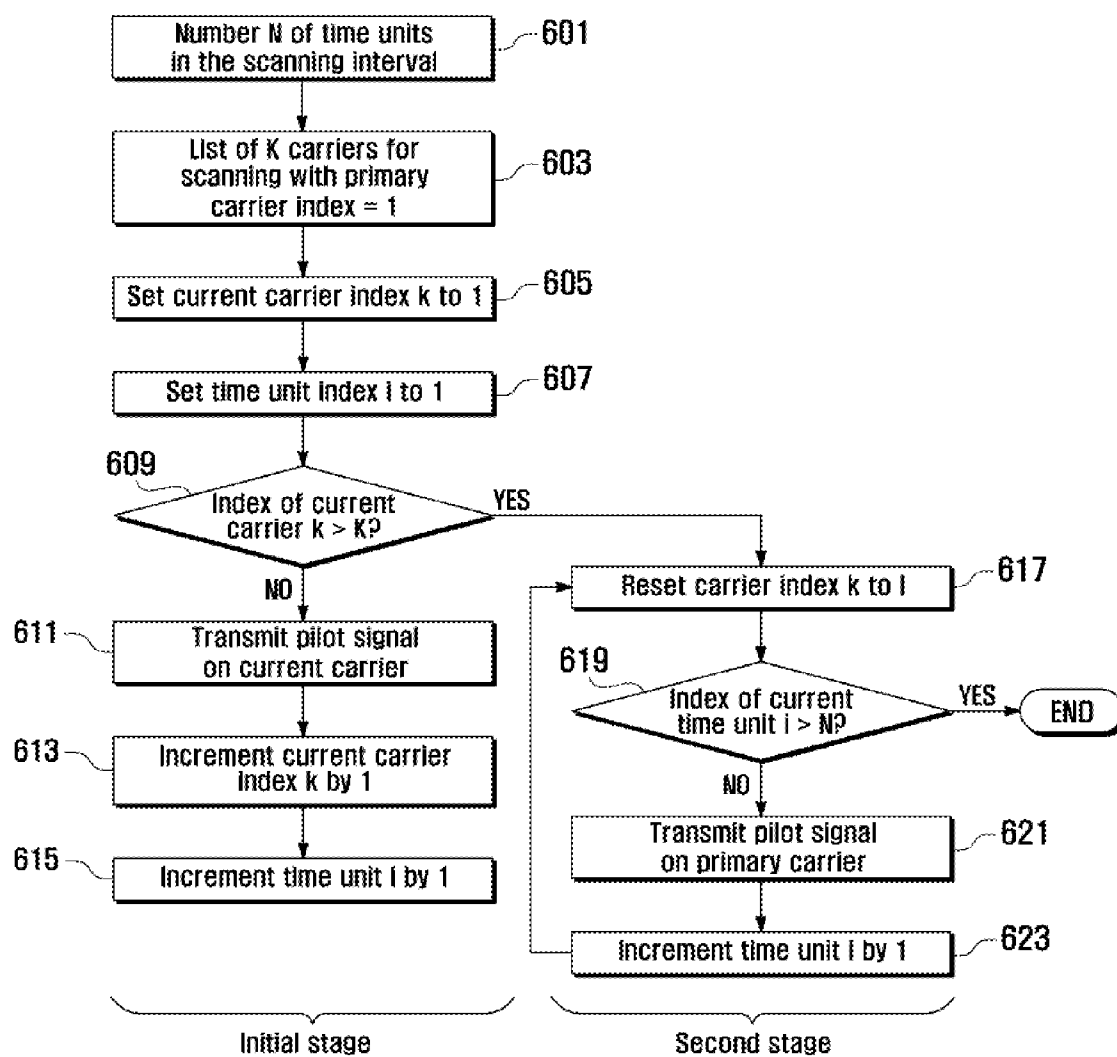 Number N of time units
in the scanning interval
601
List of K carriers for
scanning with primary
carrier index = 1
603
Set current carrier index k to 1
605
Set time unit index i to 1
607
609
Index of current
carrier k > K?
YES
NO
611
Transmit pilot signal
on current carrier
613
Increment current carrier
index k by 1
615
Increment time unit i by 1
Initial stage
Reset carrier index k to l
617
619
Index of current
time unit i > N?
YES
END
NO
Transmit pilot signal
on primary carrier
621
Increment time unit i by 1
623
Second stage